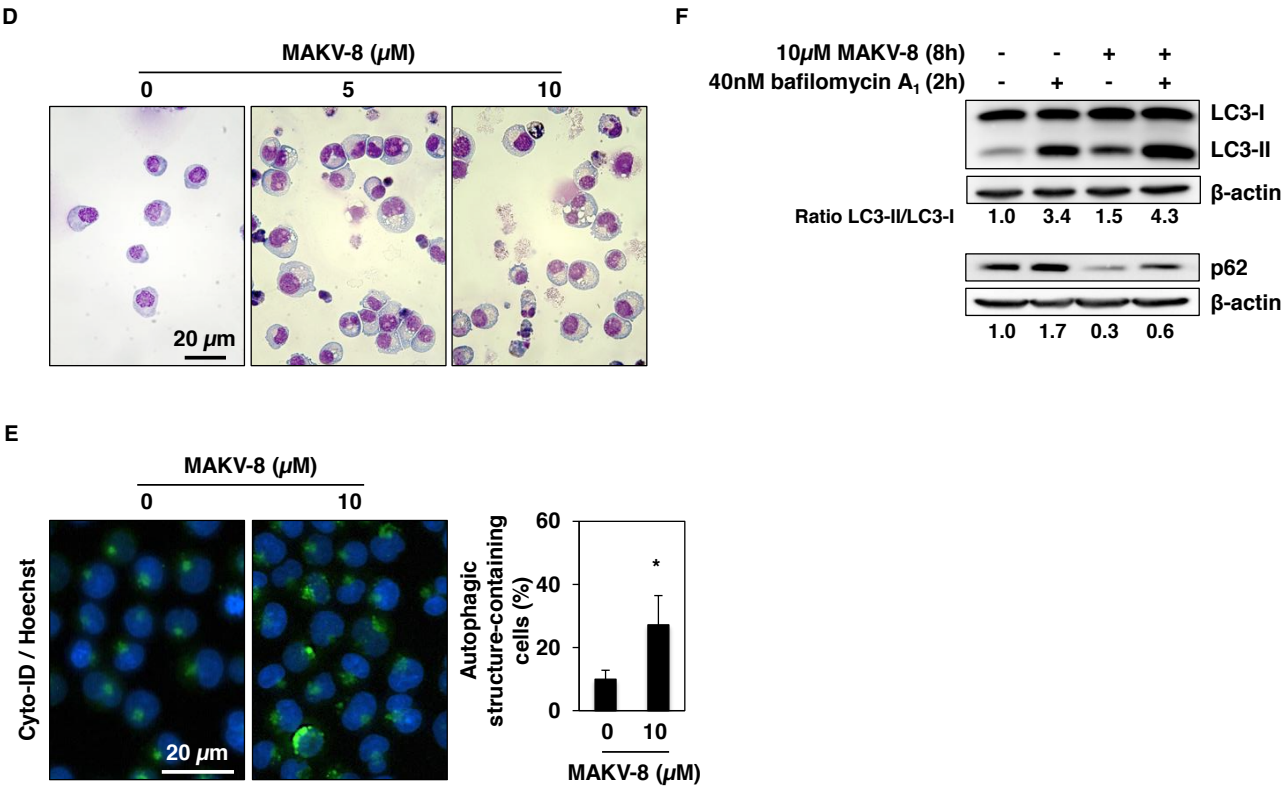 D
MAKV-8 (µM)
0 5 10
20 µm
E
MAKV-8 (µM)
0 10
Cyto-ID / Hoechst
20 µm
Autophagic
structure-containing
cells (%)
60
40
20
0
*
0 10
MAKV-8 (µM)
F
10µM MAKV-8 (8h) - - + +
40nM bafilomycin A₁ (2h) - + - +
LC3-I
LC3-II
β-actin
Ratio LC3-II/LC3-I 1.0 3.4 1.5 4.3
p62
β-actin
1.0 1.7 0.3 0.6